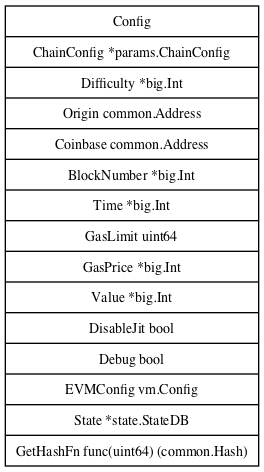 Config
ChainConfig *params.ChainConfig
Difficulty *big.Int
Origin common.Address
Coinbase common.Address
BlockNumber *big.Int
Time *big.Int
GasLimit uint64
GasPrice *big.Int
Value *big.Int
DisableJit bool
Debug bool
EVMConfig vm.Config
State *state.StateDB
GetHashFn func(uint64) (common.Hash)